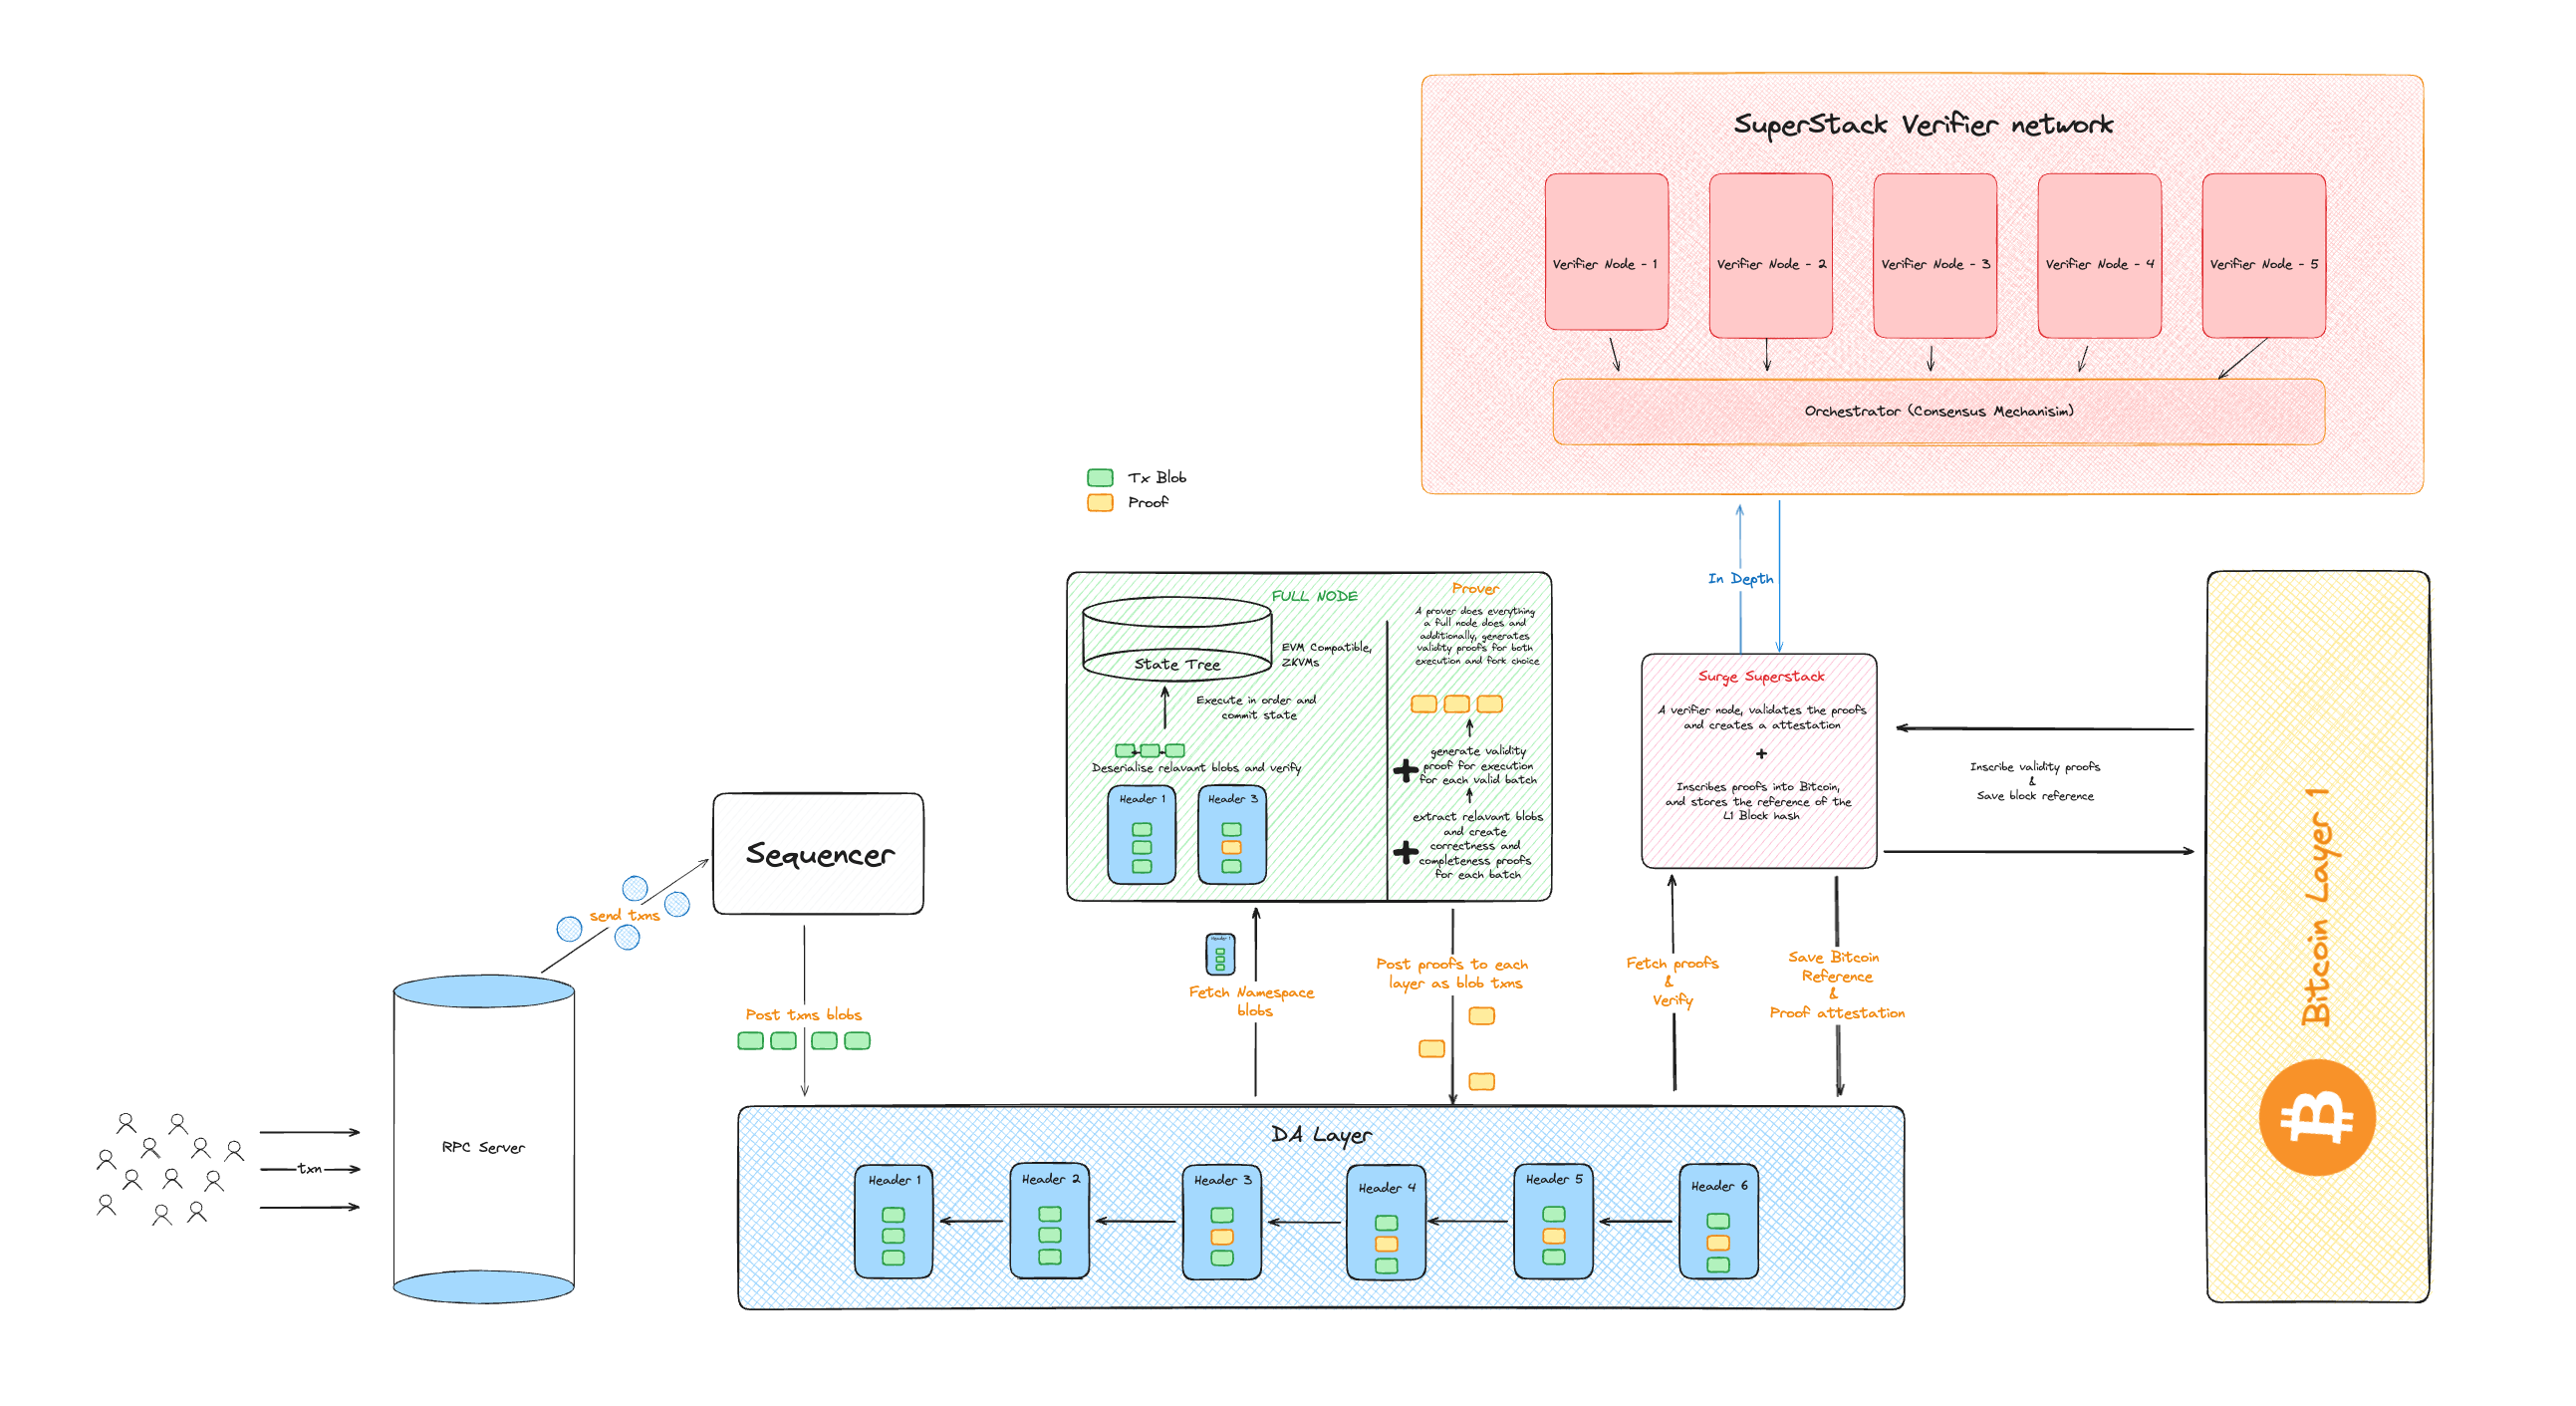 SuperStack Verifier network
Verifier Node - 1
Verifier Node - 2
Verifier Node - 3
Verifier Node - 4
Verifier Node - 5
Orchestrator (Consensus Mechanisim)
Tx Blob
Proof
In Depth
FULL NODE
State Tree
EVM Compatible,
ZKVMs
Execute in order and
commit state
Deserialise relavant blobs and verify
Header 1
Header 3
Prover
A prover does everything
a full node does and
additionally, generates
validity proofs for both
execution and fork choice
generate validity
proof for execution
for each valid batch
extract relavant blobs
and create
correctness and
completeness proofs
for each batch
Surge Superstack
A verifier node, validates the proofs
and creates a attestation
+
Inscribes proofs into Bitcoin,
and stores the reference of the
L1 Block hash
Inscribe validity proofs
&
Save block reference
Bitcoin Layer 1
Sequencer
send txns
Post txns blobs
Header 1
Fetch Namespace
blobs
Post proofs to each
layer as blob txns
Fetch proofs
&
Verify
Save Bitcoin
Reference
&
Proof attestation
RPC Server
txn
DA Layer
Header 1
Header 2
Header 3
Header 4
Header 5
Header 6